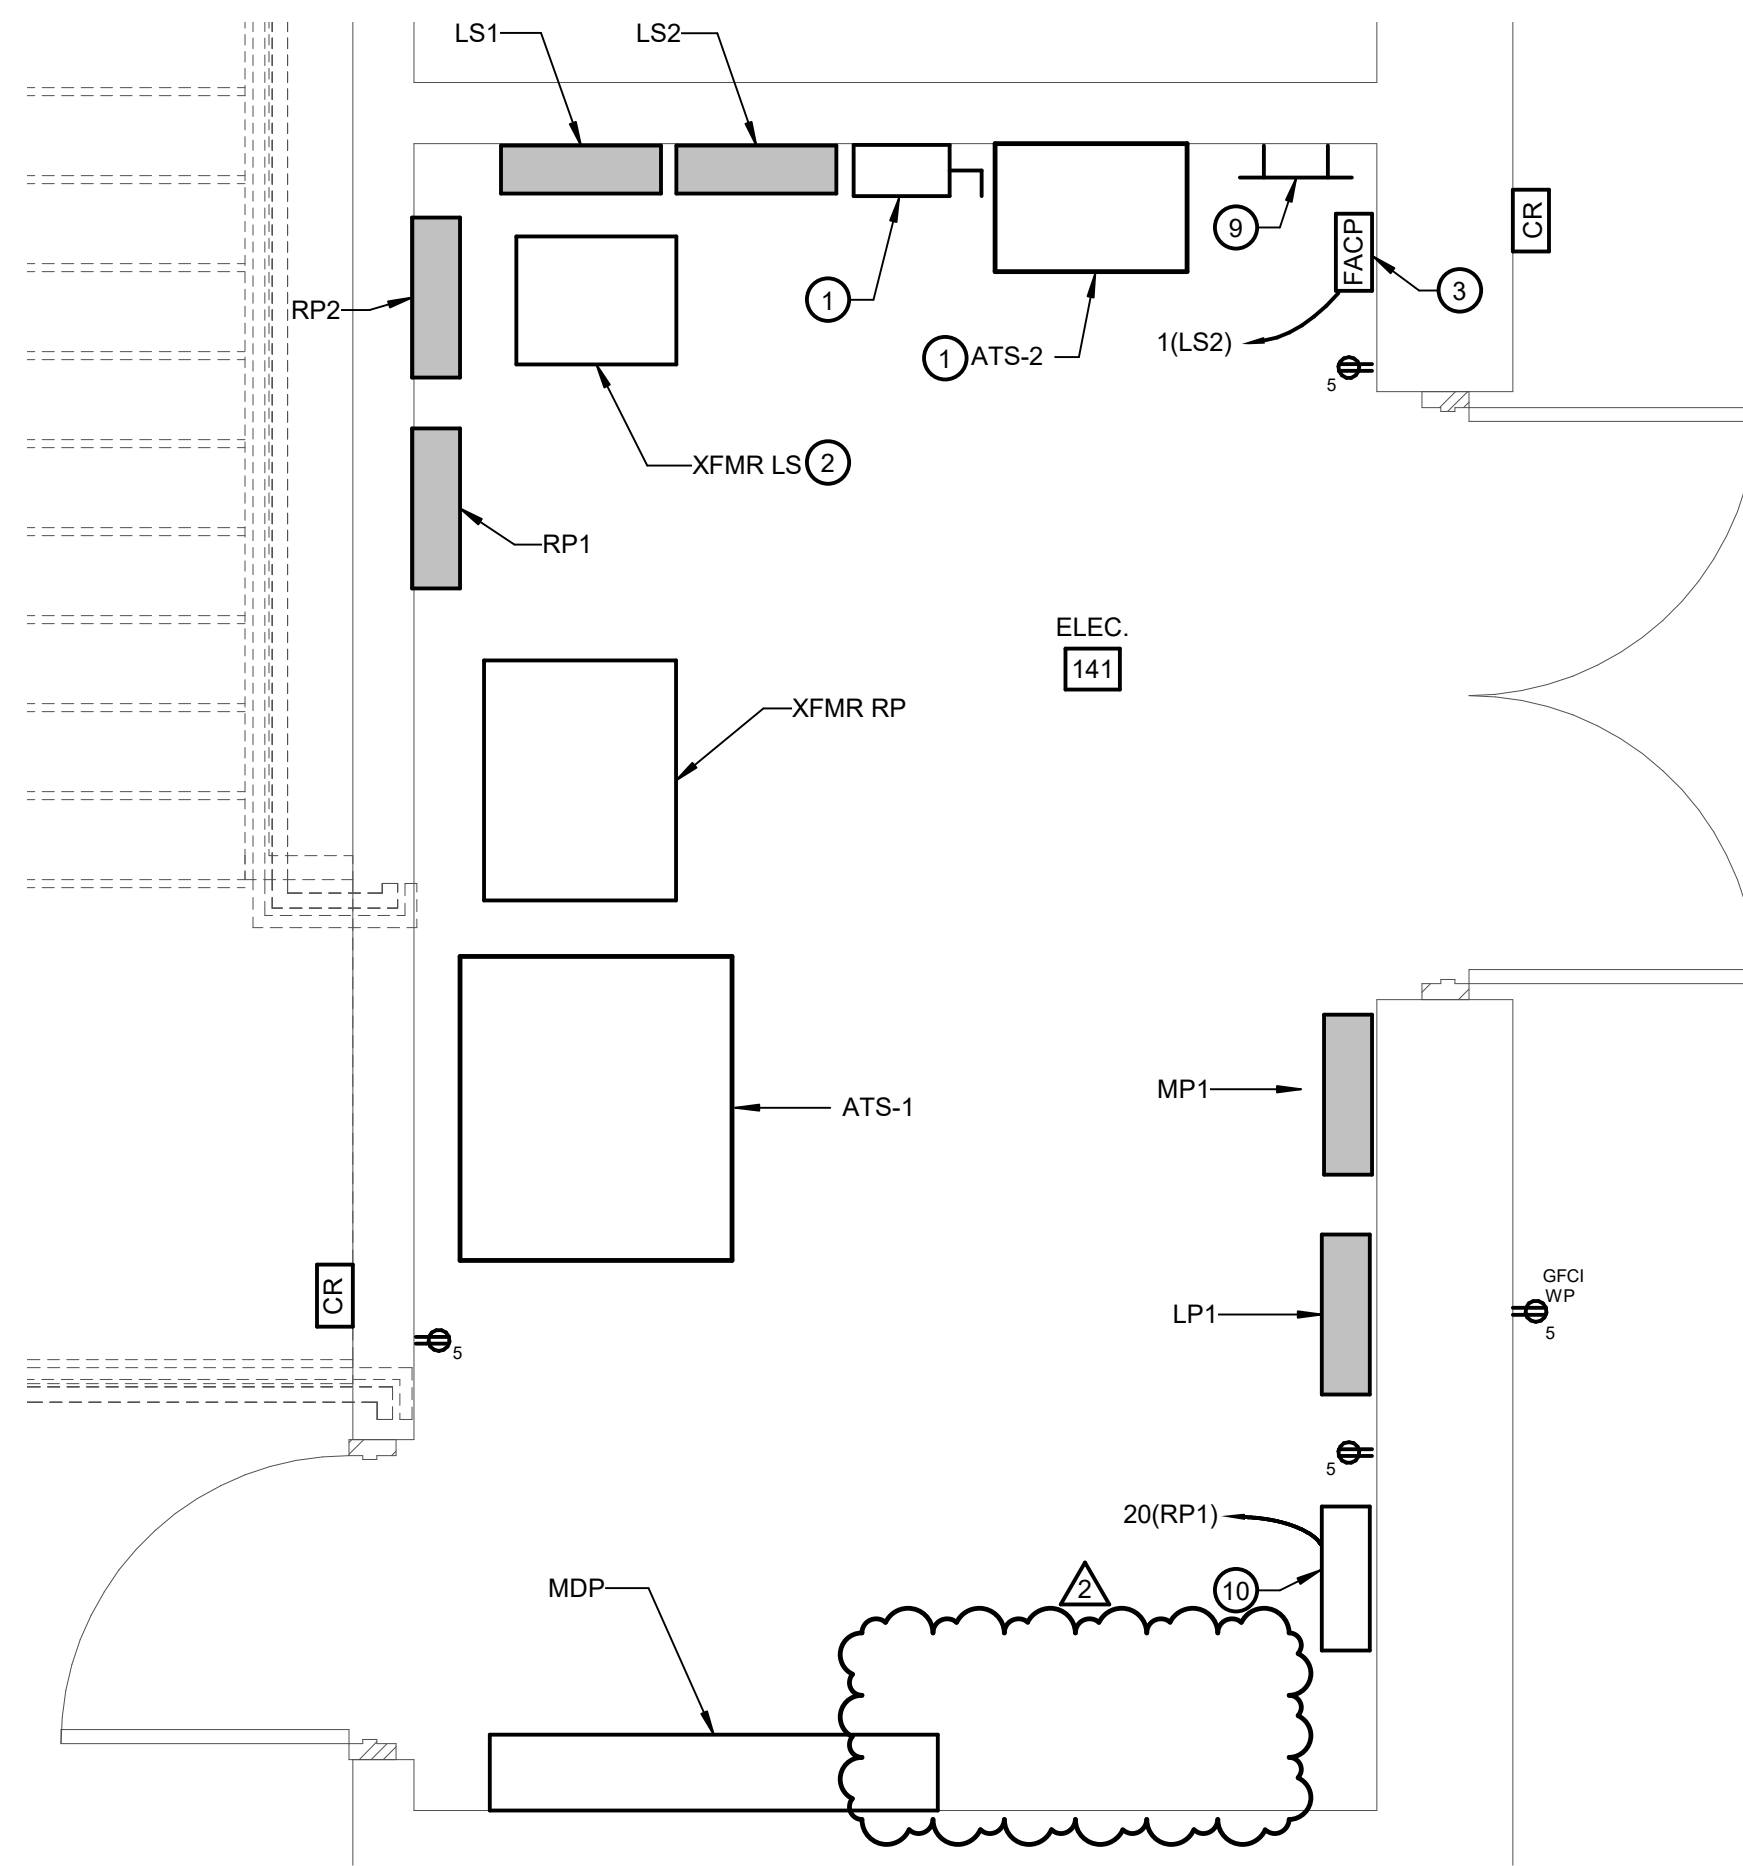 LS1
LS2
CR
9
FACP
3
RP2
1
1(LS2)
1
ATS-2
5
XFMR LS
2
RP1
ELEC.
141
XFMR RP
MP1
ATS-1
CR
GFCI
WP
LP1
5
5
5
20(RP1)
MDP
2
10